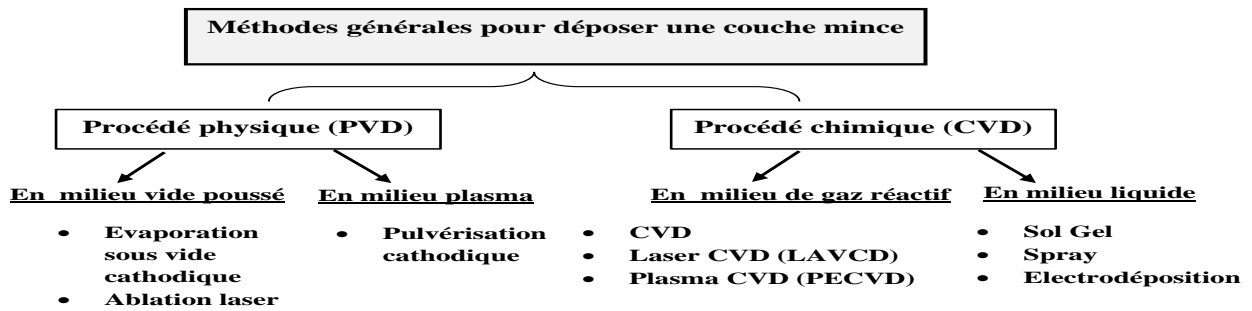 Méthodes générales pour déposer une couche mince
Procédé physique (PVD)
Procédé chimique (CVD)
En milieu vide poussé
• Evaporation
sous vide
cathodique
• Ablation laser
En milieu plasma
• Pulvérisation
cathodique
En milieu de gaz réactif
• CVD
• Laser CVD (LAVCD)
• Plasma CVD (PECVD)
En milieu liquide
• Sol Gel
• Spray
• Electrodéposition